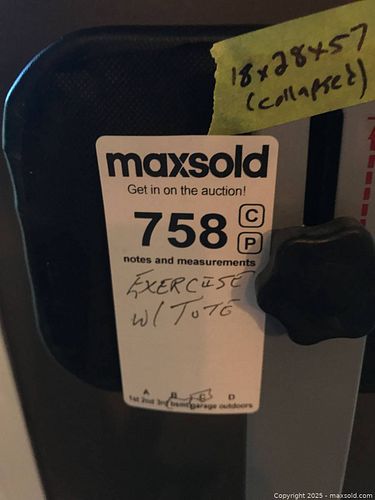 18x28x57
(collapsed)
maxsold
Get in on the auction!
758 C
P
notes and measurements
EXERCISE
W/ TOTE
A B C D
1st 2nd 3rd bsmt garage outdoors
Copyright 2025 - maxsold.com